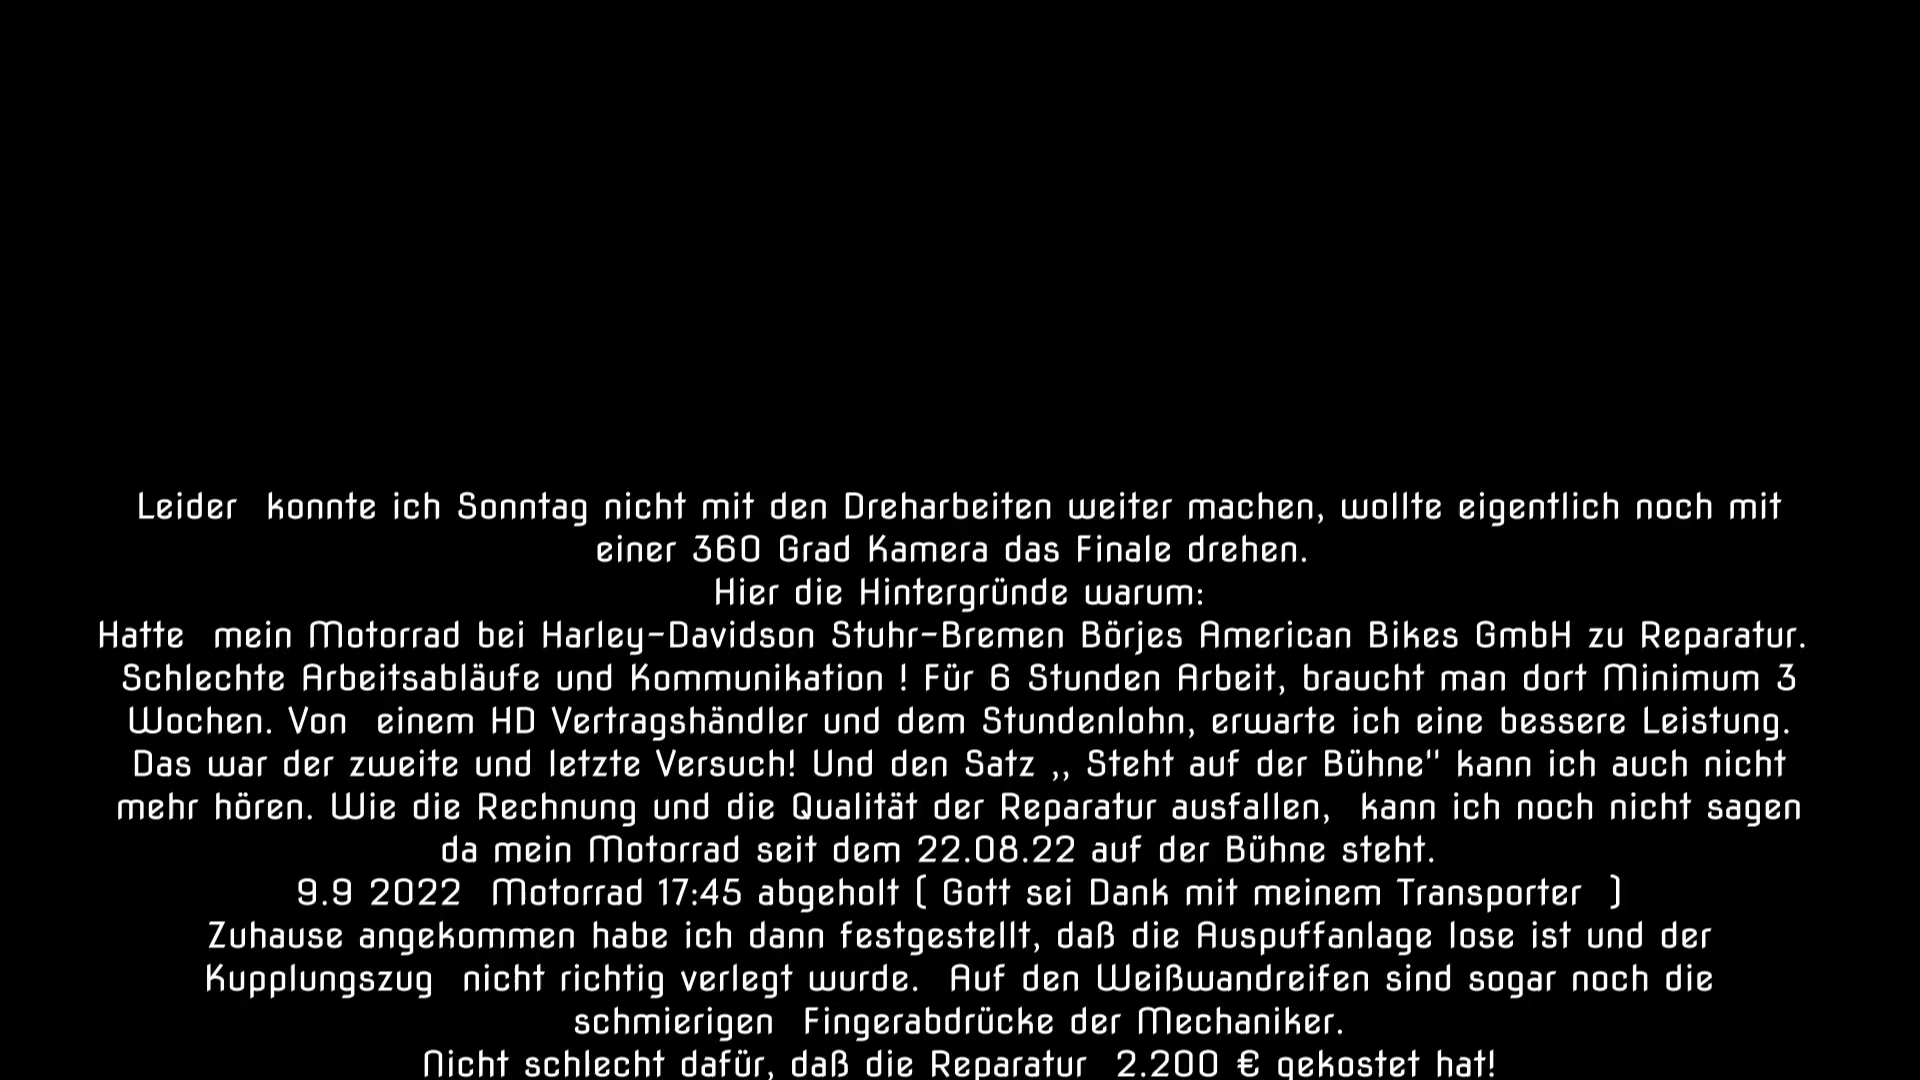 Leider  konnte ich Sonntag nicht mit den Dreharbeiten weiter machen, wollte eigentlich noch mit
einer 360 Grad Kamera das Finale drehen.
Hier die Hintergründe warum:
Hatte  mein Motorrad bei Harley-Davidson Stuhr-Bremen Börjes American Bikes GmbH zu Reparatur.
Schlechte Arbeitsabläufe und Kommunikation ! Für 6 Stunden Arbeit, braucht man dort Minimum 3
Wochen. Von  einem HD Vertragshändler und dem Stundenlohn, erwarte ich eine bessere Leistung.
Das war der zweite und letzte Versuch! Und den Satz ,, Steht auf der Bühne" kann ich auch nicht
mehr hören. Wie die Rechnung und die Qualität der Reparatur ausfallen,  kann ich noch nicht sagen
da mein Motorrad seit dem 22.08.22 auf der Bühne steht.
9.9 2022  Motorrad 17:45 abgeholt ( Gott sei Dank mit meinem Transporter  )
Zuhause angekommen habe ich dann festgestellt, daß die Auspuffanlage lose ist und der
Kupplungszug  nicht richtig verlegt wurde.  Auf den Weißwandreifen sind sogar noch die
schmierigen  Fingerabdrücke der Mechaniker.
Nicht schlecht dafür, daß die Reparatur  2.200 € gekostet hat!